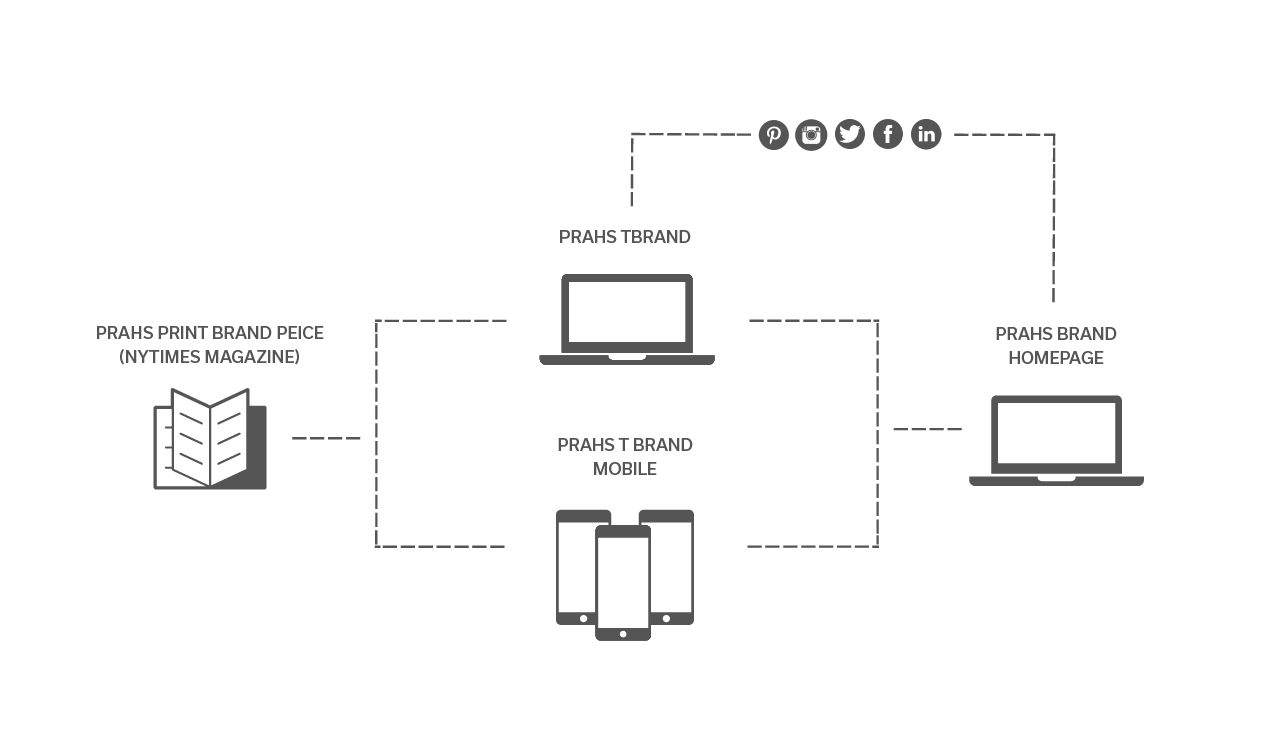 PRAHS TBRAND
PRAHS PRINT BRAND PEICE
(NYTIMES MAGAZINE)
PRAHS BRAND
HOMEPAGE
PRAHS T BRAND
MOBILE